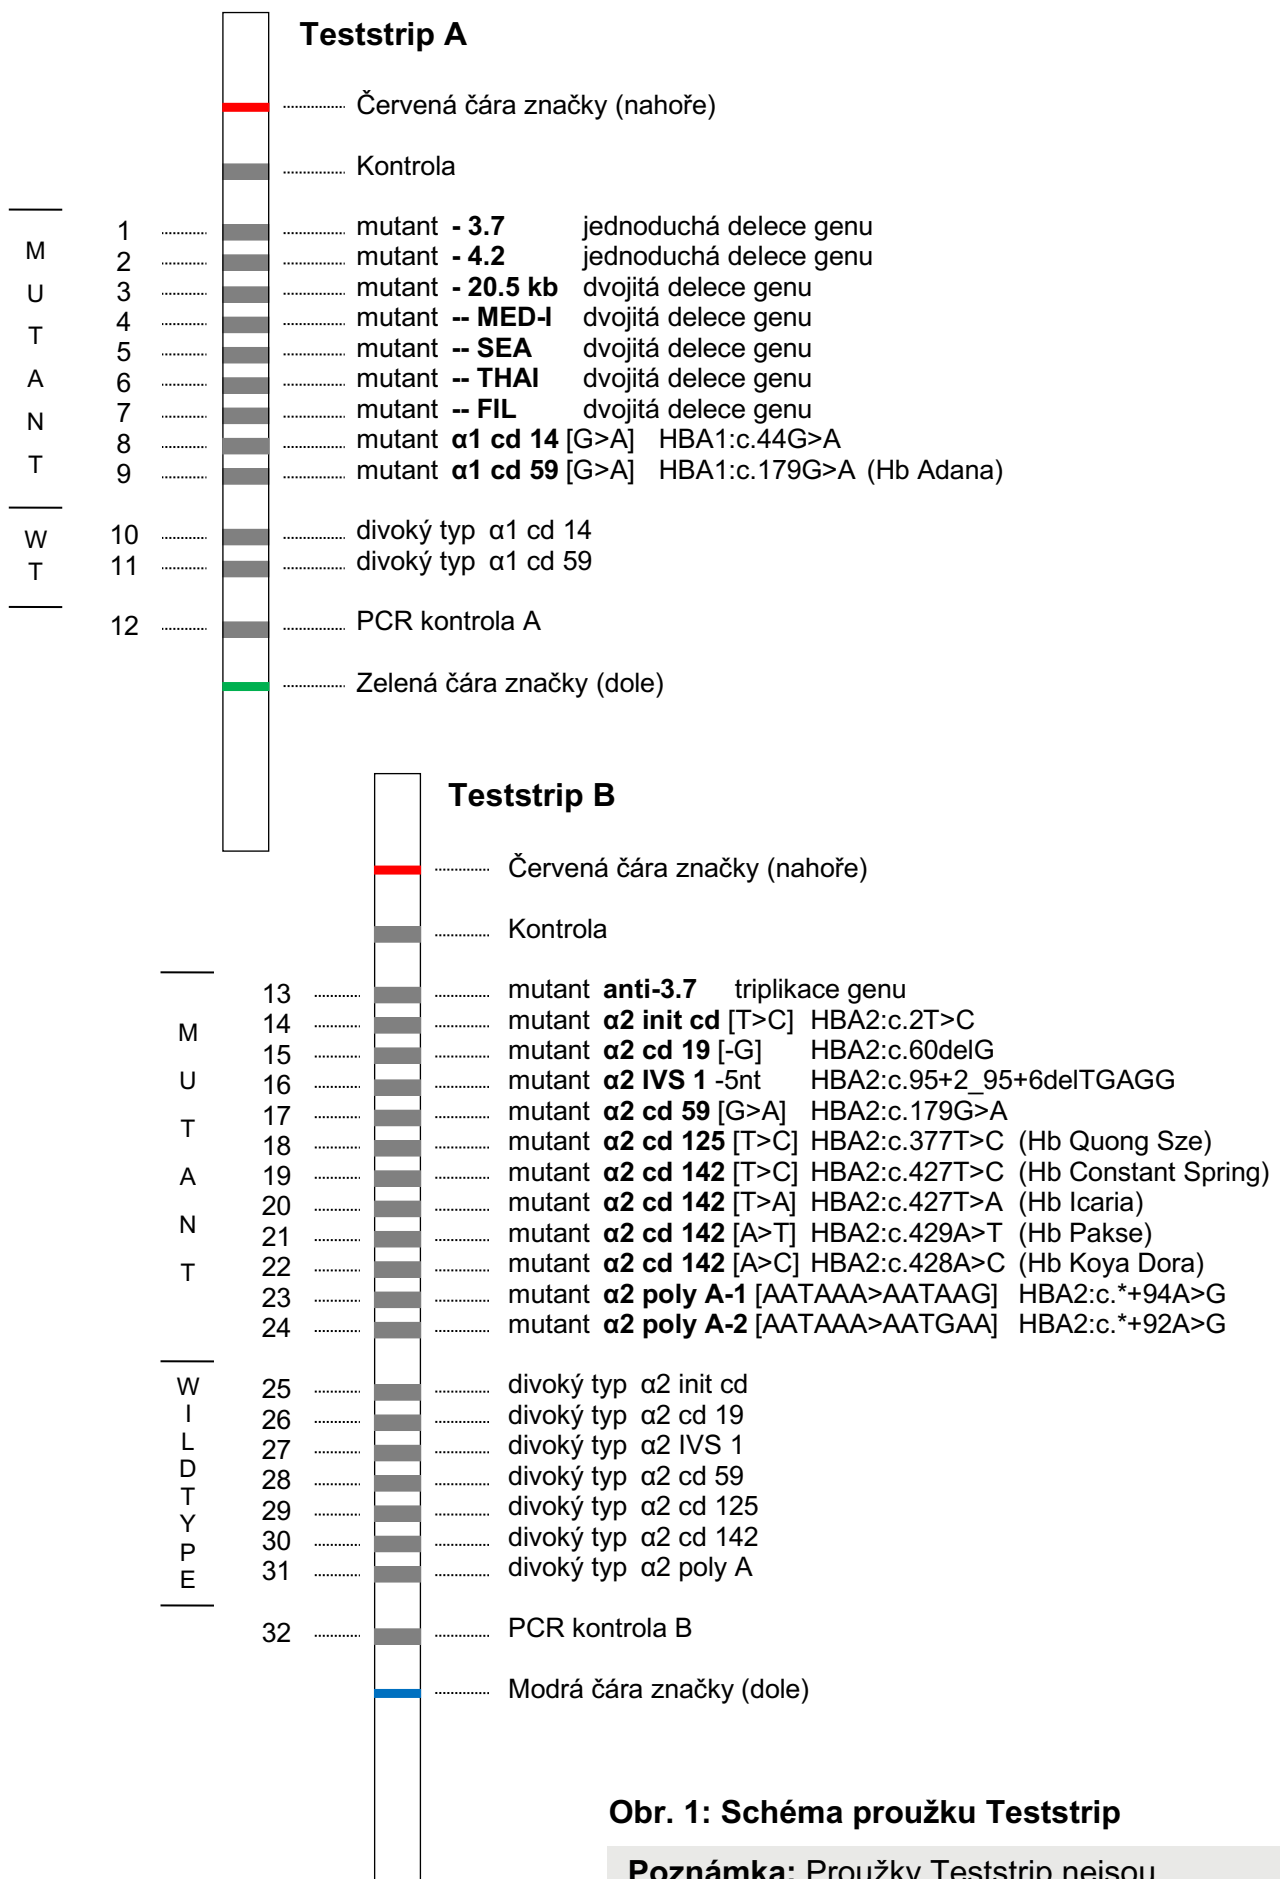 Teststrip A
Červená čára značky (nahoře)
Kontrola
M U T A N T
1 mutant - 3.7 jednoduchá delece genu
2 mutant - 4.2 jednoduchá delece genu
3 mutant - 20.5 kb dvojitá delece genu
4 mutant -- MED-I dvojitá delece genu
5 mutant -- SEA dvojitá delece genu
6 mutant -- THAI dvojitá delece genu
7 mutant -- FIL dvojitá delece genu
8 mutant α1 cd 14 [G>A] HBA1:c.44G>A
9 mutant α1 cd 59 [G>A] HBA1:c.179G>A (Hb Adana)
W T
10 divoký typ α1 cd 14
11 divoký typ α1 cd 59
12 PCR kontrola A
Zelená čára značky (dole)
Teststrip B
Červená čára značky (nahoře)
Kontrola
M U T A N T
13 mutant anti-3.7 triplikace genu
14 mutant α2 init cd [T>C] HBA2:c.2T>C
15 mutant α2 cd 19 [-G] HBA2:c.60delG
16 mutant α2 IVS 1 -5nt HBA2:c.95+2_95+6delTGAGG
17 mutant α2 cd 59 [G>A] HBA2:c.179G>A
18 mutant α2 cd 125 [T>C] HBA2:c.377T>C (Hb Quong Sze)
19 mutant α2 cd 142 [T>C] HBA2:c.427T>C (Hb Constant Spring)
20 mutant α2 cd 142 [T>A] HBA2:c.427T>A (Hb Icaria)
21 mutant α2 cd 142 [A>T] HBA2:c.429A>T (Hb Pakse)
22 mutant α2 cd 142 [A>C] HBA2:c.428A>C (Hb Koya Dora)
23 mutant α2 poly A-1 [AATAAA>AATAAG] HBA2:c.*+94A>G
24 mutant α2 poly A-2 [AATAAA>AATGAA] HBA2:c.*+92A>G
W I L D T Y P E
25 divoký typ α2 init cd
26 divoký typ α2 cd 19
27 divoký typ α2 IVS 1
28 divoký typ α2 cd 59
29 divoký typ α2 cd 125
30 divoký typ α2 cd 142
31 divoký typ α2 poly A
32 PCR kontrola B
Modrá čára značky (dole)
Obr. 1: Schéma proužku Teststrip
Poznámka: Proužky Teststrip nejsou